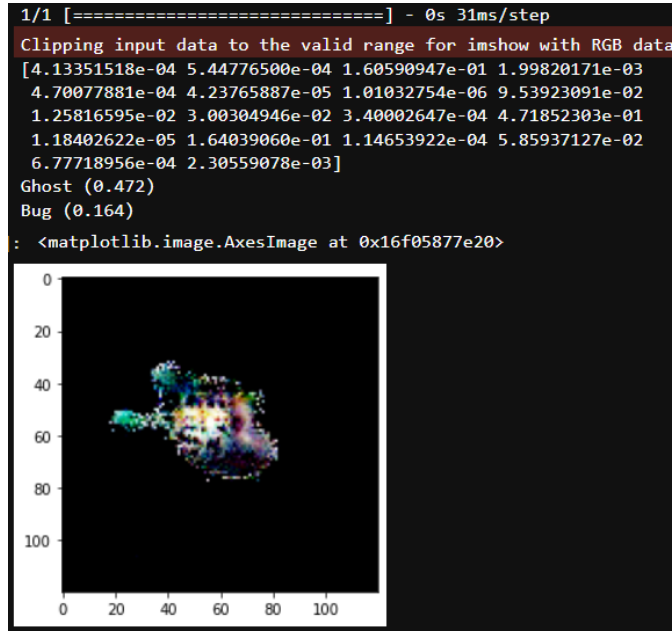 1/1 [==============================] - 0s 31ms/step
Clipping input data to the valid range for imshow with RGB data
[4.13351518e-04 5.44776500e-04 1.60590947e-01 1.99820171e-03
4.70077881e-04 4.23765887e-05 1.01032754e-06 9.53923091e-02
1.25816595e-02 3.00304946e-02 3.40002647e-04 4.71852303e-01
1.18402622e-05 1.64039060e-01 1.14653922e-04 5.85937127e-02
6.77718956e-04 2.30559078e-03]
Ghost (0.472)
Bug (0.164)
]: <matplotlib.image.AxesImage at 0x16f05877e20>
0
20
40
60
80
100
0 20 40 60 80 100